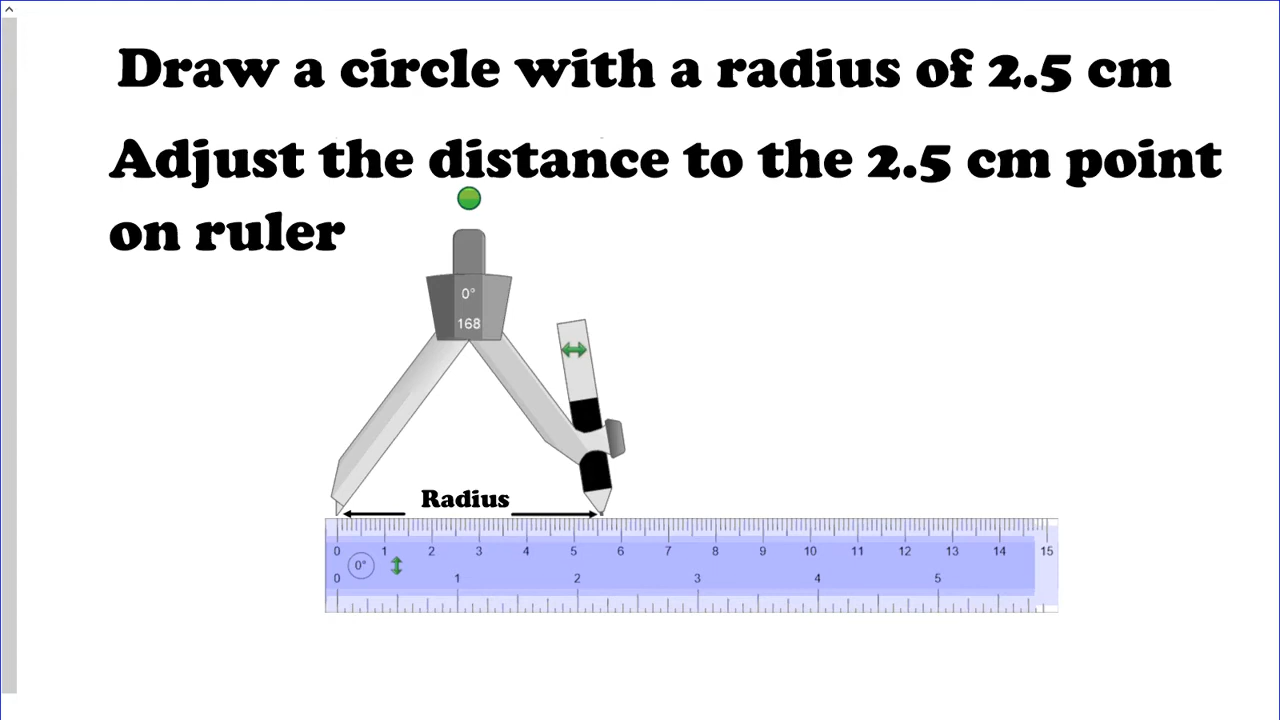 Draw a circle with a radius of 2.5 cm
Adjust the distance to the 2.5 cm point
on ruler
0°
168
Radius
0 1 2 3 4 5 6 7 8 9 10 11 12 13 14 15
0°
0 1 2 3 4 5